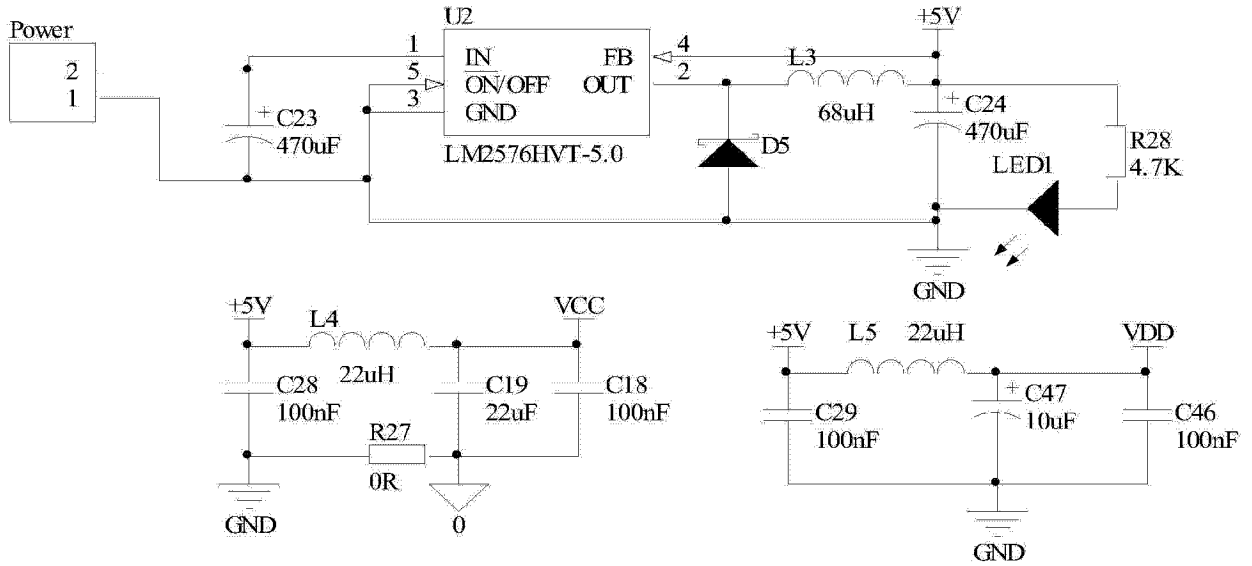 U2
+5V
Power
1
IN
FB
4
L3
2
5
ON/OFF
OUT
2
1
3
GND
C23
470uF
68uH
C24
470uF
R28
4.7K
LM2576HVT-5.0
D5
LED1
GND
+5V
L4
VCC
22uH
C28
100nF
C19
22uF
C18
100nF
R27
0R
GND
0
+5V
L5
22uH
VDD
C29
100nF
C47
10uF
C46
100nF
GND